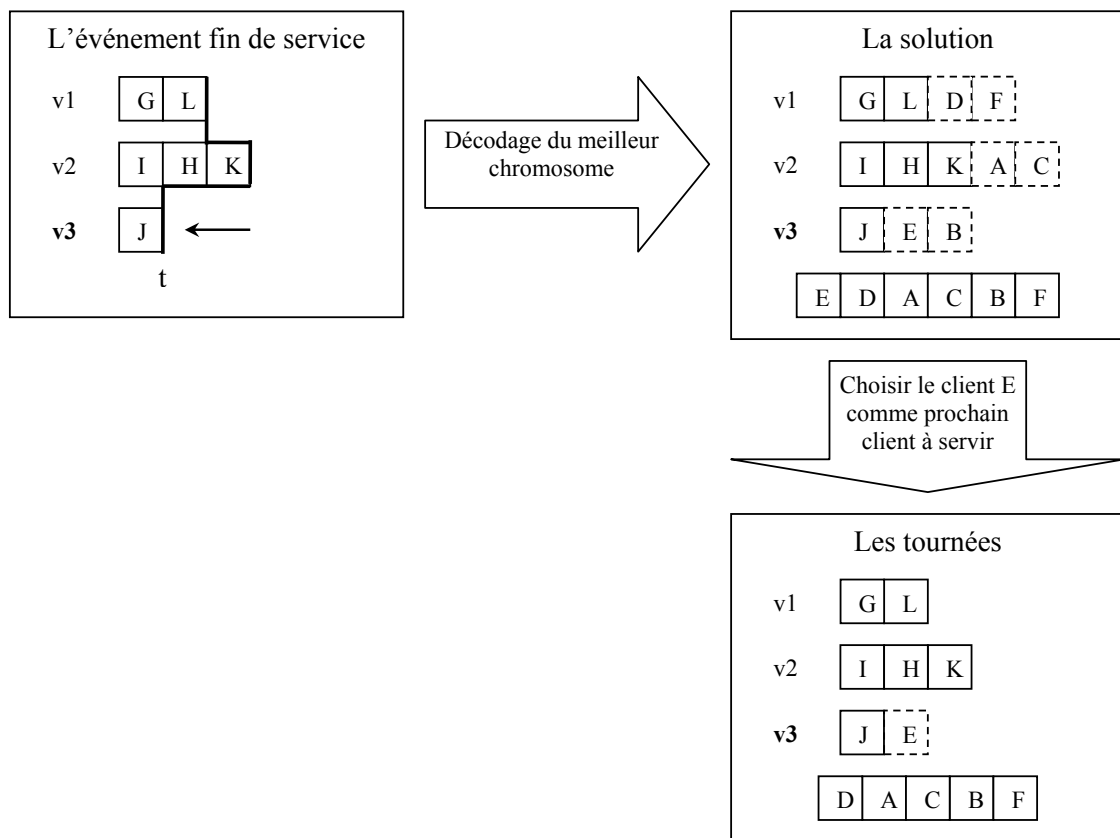 L'événement fin de service
v1 G L
v2 I H K
v3 J
t
Décodage du meilleur
chromosome
La solution
v1 G L D F
v2 I H K A C
v3 J E B
E D A C B F
Choisir le client E
comme prochain
client à servir
Les tournées
v1 G L
v2 I H K
v3 J E
D A C B F